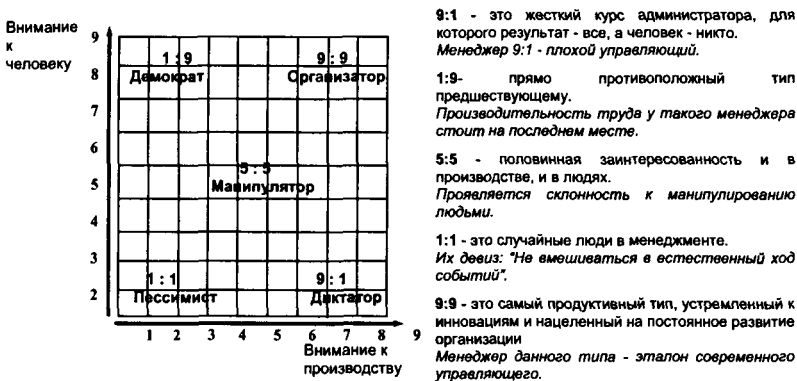 Внимание
к
человеку
9
8
7
6
5
4
3
2
1 : 9
Демократ
9 : 9
Организатор
5 : 5
Манипулятор
1 : 1
Пессимист
9 : 1
Диктатор
1 2 3 4 5 6 7 8 9
Внимание к
производству
9:1 - это жесткий курс администратора, для
которого результат - все, а человек - никто.
Менеджер 9:1 - плохой управляющий.
1:9- прямо противоположный тип
предшествующему.
Производительность труда у такого менеджера
стоит на последнем месте.
5:5 - половинная заинтересованность и в
производстве, и в людях.
Проявляется склонность к манипулированию
людьми.
1:1 - это случайные люди в менеджменте.
Их девиз: "Не вмешиваться в естественный ход
событий".
9:9 - это самый продуктивный тип, устремленный к
инновациям и нацеленный на постоянное развитие
организации
Менеджер данного типа - эталон современного
управляющего.